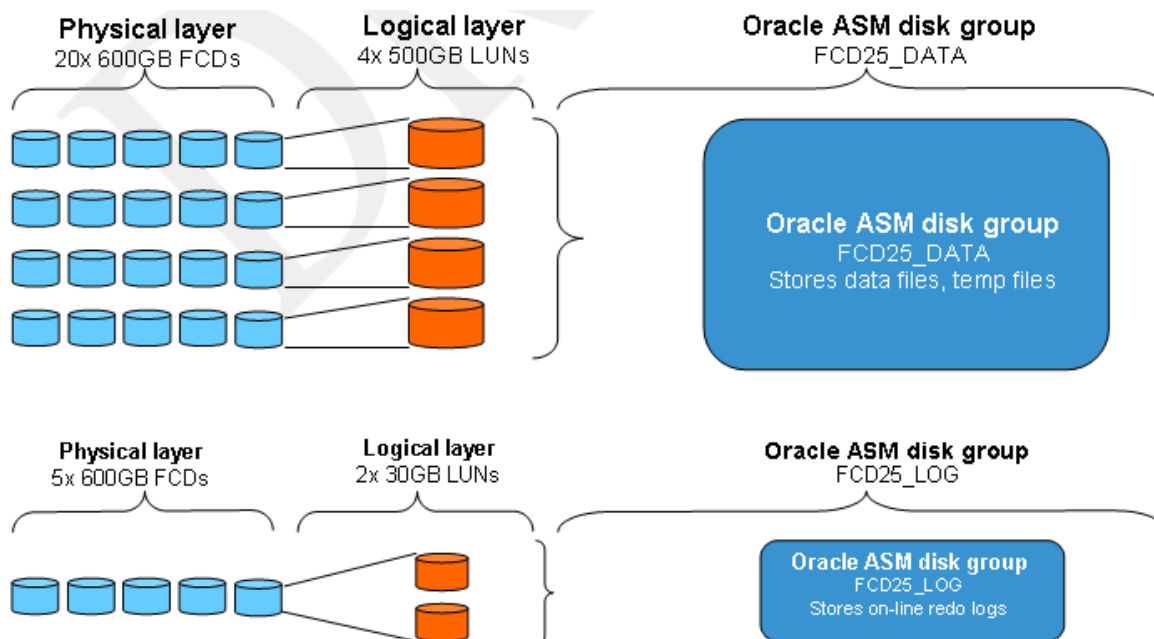 Physical layer
20x 600GB FCDs
Logical layer
4x 500GB LUNs
Oracle ASM disk group
FCD25_DATA
Oracle ASM disk group
FCD25_DATA
Stores data files, temp files
Physical layer
5x 600GB FCDs
Logical layer
2x 30GB LUNs
Oracle ASM disk group
FCD25_LOG
Oracle ASM disk group
FCD25_LOG
Stores on-line redo logs